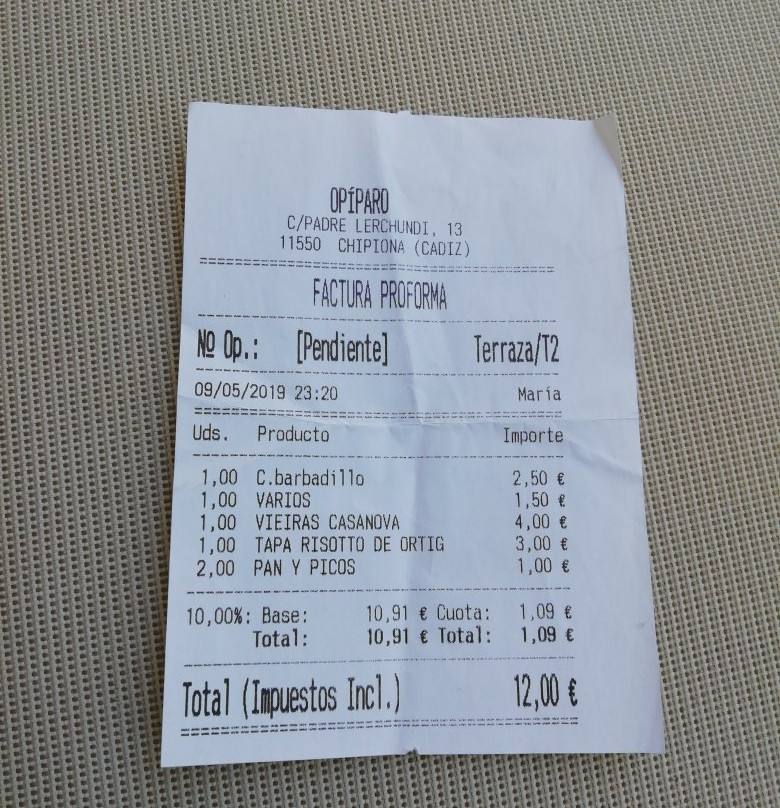 OPíPARO
C/PADRE LERCHUNDI, 13
11550 CHIPIONA (CADIZ)
FACTURA PROFORMA
Nº Op.: [Pendiente] Terraza/T2
09/05/2019 23:20 María
Uds. Producto Importe
1,00 C.barbadillo 2,50 €
1,00 VARIOS 1,50 €
1,00 VIEIRAS CASANOVA 4,00 €
1,00 TAPA RISOTTO DE ORTIG 3,00 €
2,00 PAN Y PICOS 1,00 €
10,00%: Base: 10,91 € Cuota: 1,09 €
Total: 10,91 € Total: 1,09 €
Total (Impuestos Incl.) 12,00 €